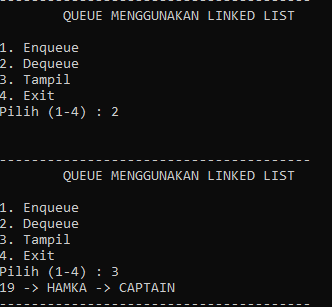 ---------------------------------------
QUEUE MENGGUNAKAN LINKED LIST
1. Enqueue
2. Dequeue
3. Tampil
4. Exit
Pilih (1-4) : 2
---------------------------------------
QUEUE MENGGUNAKAN LINKED LIST
1. Enqueue
2. Dequeue
3. Tampil
4. Exit
Pilih (1-4) : 3
19 -> HAMKA -> CAPTAIN
---------------------------------------